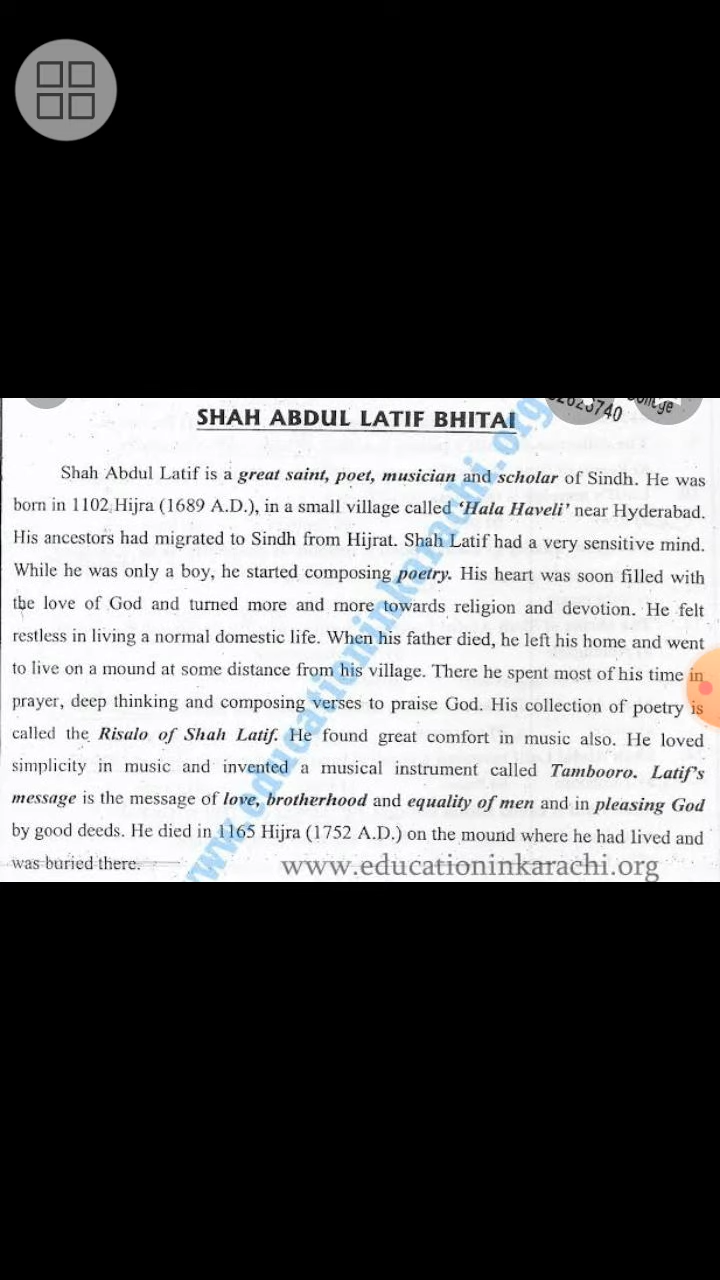 2623740
College
SHAH ABDUL LATIF BHITAI
Shah Abdul Latif is a great saint, poet, musician and scholar of Sindh. He was
born in 1102 Hijra (1689 A.D.), in a small village called ‘Hala Haveli’ near Hyderabad.
His ancestors had migrated to Sindh from Hijrat. Shah Latif had a very sensitive mind.
While he was only a boy, he started composing poetry. His heart was soon filled with
the love of God and turned more and more towards religion and devotion. He felt
restless in living a normal domestic life. When his father died, he left his home and went
to live on a mound at some distance from his village. There he spent most of his time in
prayer, deep thinking and composing verses to praise God. His collection of poetry is
called the Risalo of Shah Latif. He found great comfort in music also. He loved
simplicity in music and invented a musical instrument called Tambooro. Latif's
message is the message of love, brotherhood and equality of men and in pleasing God
by good deeds. He died in 1165 Hijra (1752 A.D.) on the mound where he had lived and
was buried there.
www.educationinkarachi.org
www.educationinkarachi.org